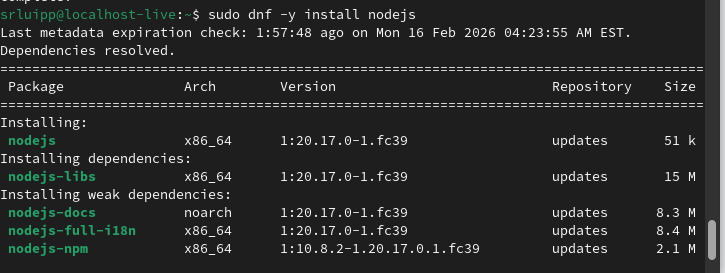 srluipp@localhost-live:~$ sudo dnf -y install nodejs
Last metadata expiration check: 1:57:48 ago on Mon 16 Feb 2026 04:23:55 AM EST.
Dependencies resolved.
================================================================================
Package Arch Version Repository Size
================================================================================
Installing:
nodejs x86_64 1:20.17.0-1.fc39 updates 51 k
Installing dependencies:
nodejs-libs x86_64 1:20.17.0-1.fc39 updates 15 M
Installing weak dependencies:
nodejs-docs noarch 1:20.17.0-1.fc39 updates 8.3 M
nodejs-full-i18n x86_64 1:20.17.0-1.fc39 updates 8.4 M
nodejs-npm x86_64 1:10.8.2-1.20.17.0.1.fc39 updates 2.1 M